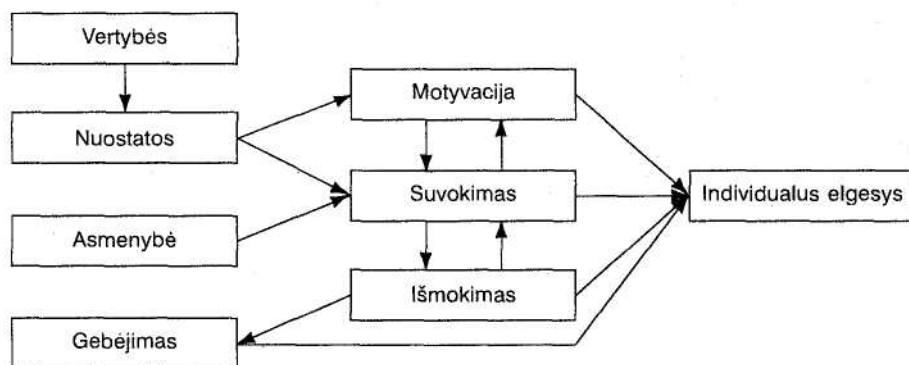 Vertybės
Nuostatos
Asmenybė
Gebėjimas
Motyvacija
Suvokimas
Išmokimas
Individualus elgesys